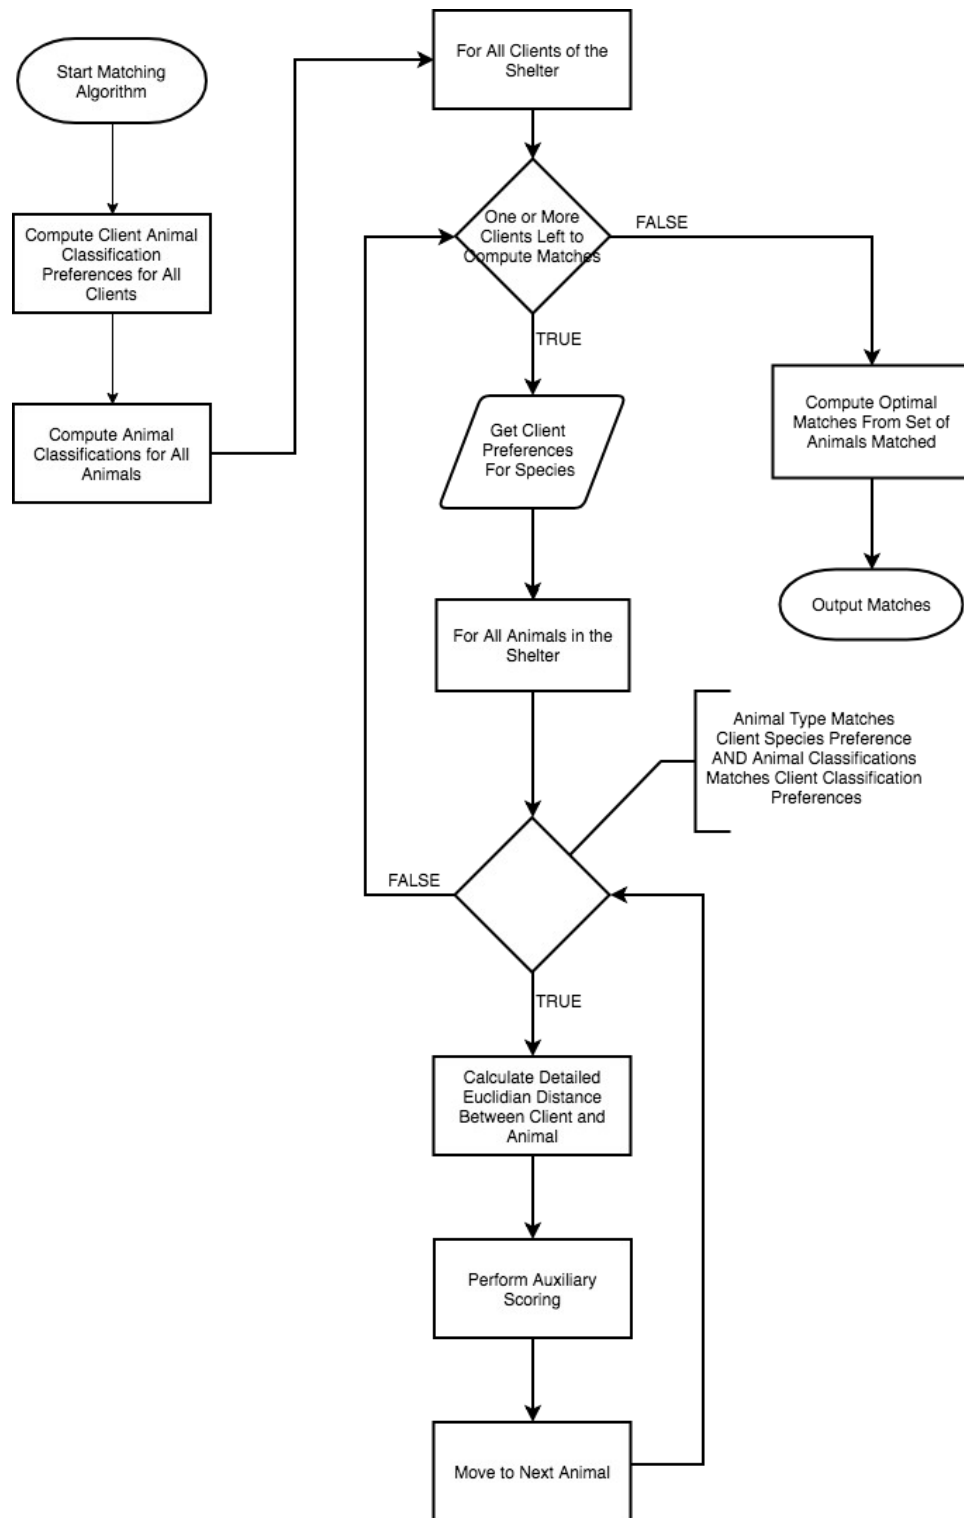 Start Matching
Algorithm
Compute Client Animal
Classification
Preferences for All
Clients
Compute Animal
Classifications for All
Animals
For All Clients of the
Shelter
One or More
Clients Left to
Compute Matches
FALSE
TRUE
Compute Optimal
Matches From Set of
Animals Matched
Output Matches
Get Client
Preferences
For Species
For All Animals in the
Shelter
Animal Type Matches
Client Species Preference
AND Animal Classifications
Matches Client Classification
Preferences
FALSE
TRUE
Calculate Detailed
Euclidian Distance
Between Client and
Animal
Perform Auxiliary
Scoring
Move to Next Animal